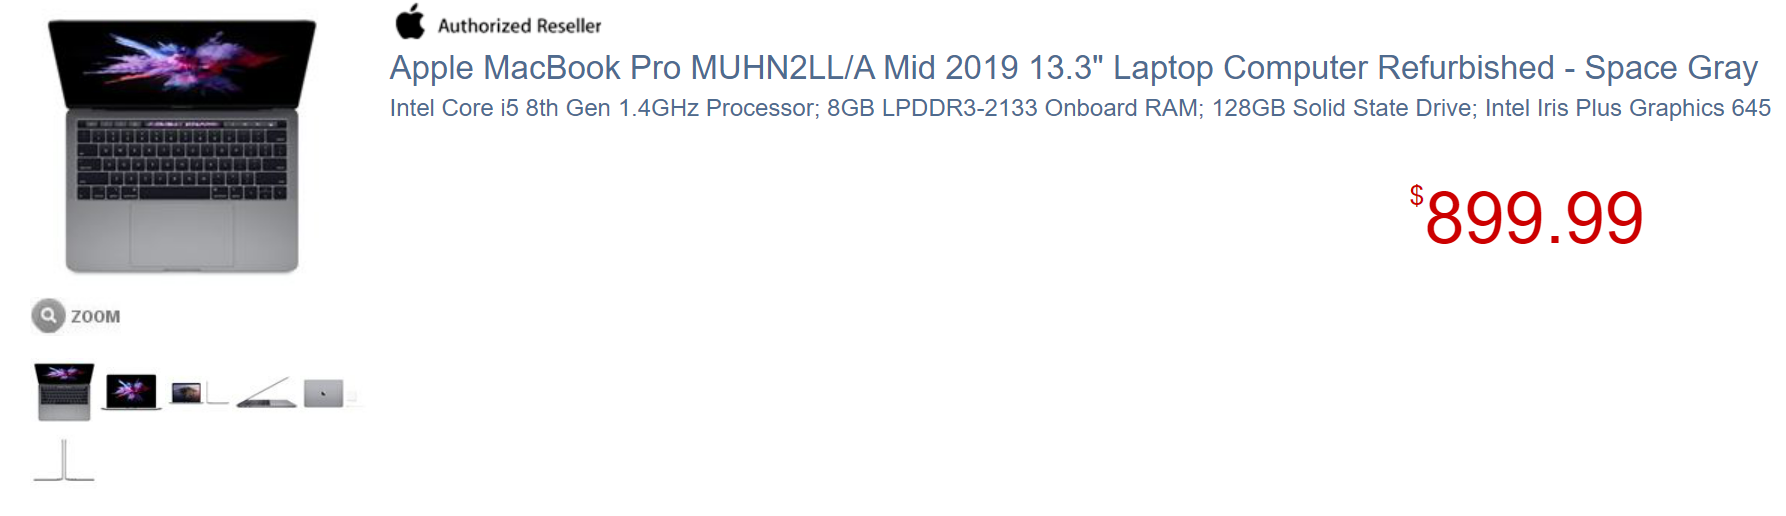 Authorized Reseller
Apple MacBook Pro MUHN2LL/A Mid 2019 13.3" Laptop Computer Refurbished - Space Gray
Intel Core i5 8th Gen 1.4GHz Processor; 8GB LPDDR3-2133 Onboard RAM; 128GB Solid State Drive; Intel Iris Plus Graphics 645
$899.99
ZOOM